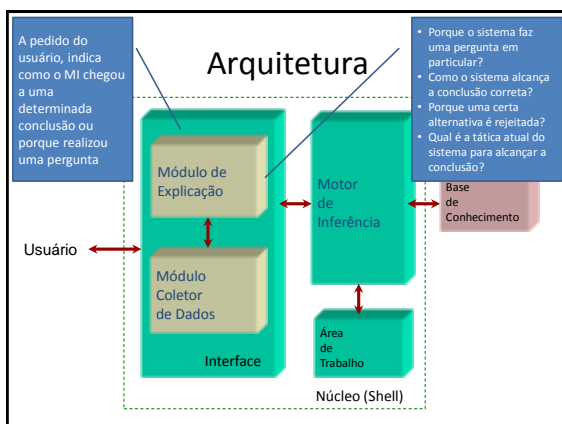 A pedido do
usuário, indica
como o MI chegou
a uma
determinada
conclusão ou
porque realizou
uma pergunta
Arquitetura
• Porque o sistema faz
uma pergunta em
particular?
• Como o sistema alcança
a conclusão correta?
• Porque uma certa
alternativa é rejeitada?
• Qual é a tática atual do
sistema para alcançar a
conclusão?
Módulo de
Explicação
Motor
de
Inferência
Base
de
Conhecimento
Usuário
Módulo
Coletor
de Dados
Interface
Área
de
Trabalho
Núcleo (Shell)